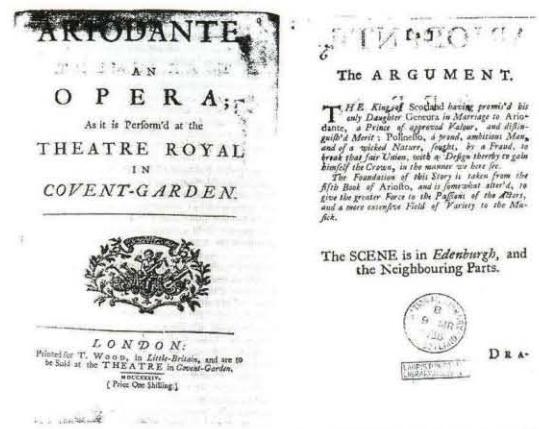 ARIODANTE,
AN
OPERA;
As it is Perform'd at the
THEATRE ROYAL
IN
COVENT-GARDEN.
LONDON:
Printed for T. WOOD, in Little-Britain, and are to
be Sold at the THEATRE in Covent-Garden.
MDCCXXXIV.
[ Price One Shilling.]
The ARGUMENT.
THE King of Scotland having promis'd his
only Daughter Genevra in Marriage to Ario-
dante, a Prince of approved Valour, and distin-
guish'd Merit; Polinesso, a proud, ambitious Man,
and of a wicked Nature, sought, by a Fraud, to
break that fair Union, with a Design thereby to gain
himself the Crown, in the manner we here see.
The Foundation of this Story is taken from the
fifth Book of Ariosto, and is somewhat alter'd, to
give the greater Force to the Passions of the Actors,
and a more extensive Field of Variety to the Mu-
sick.
The SCENE is in Edenburgh, and
the Neighbouring Parts.
DRA-